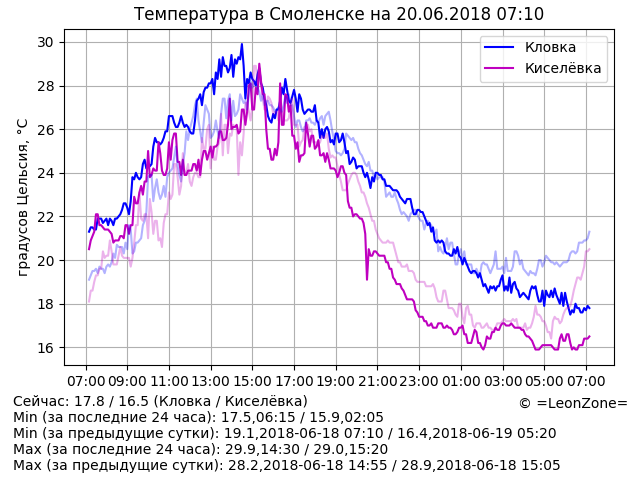 Температура в Смоленске на 20.06.2018 07:10
Кловка
Киселёвка
градусов Цельсия, °C
30
28
26
24
22
20
18
16
07:00 09:00 11:00 13:00 15:00 17:00 19:00 21:00 23:00 01:00 03:00 05:00 07:00
Сейчас: 17.8 / 16.5 (Кловка / Киселёвка)
© =LeonZone=
Min (за последние 24 часа): 17.5,06:15 / 15.9,02:05
Min (за предыдущие сутки): 19.1,2018-06-18 07:10 / 16.4,2018-06-19 05:20
Max (за последние 24 часа): 29.9,14:30 / 29.0,15:20
Max (за предыдущие сутки): 28.2,2018-06-18 14:55 / 28.9,2018-06-18 15:05